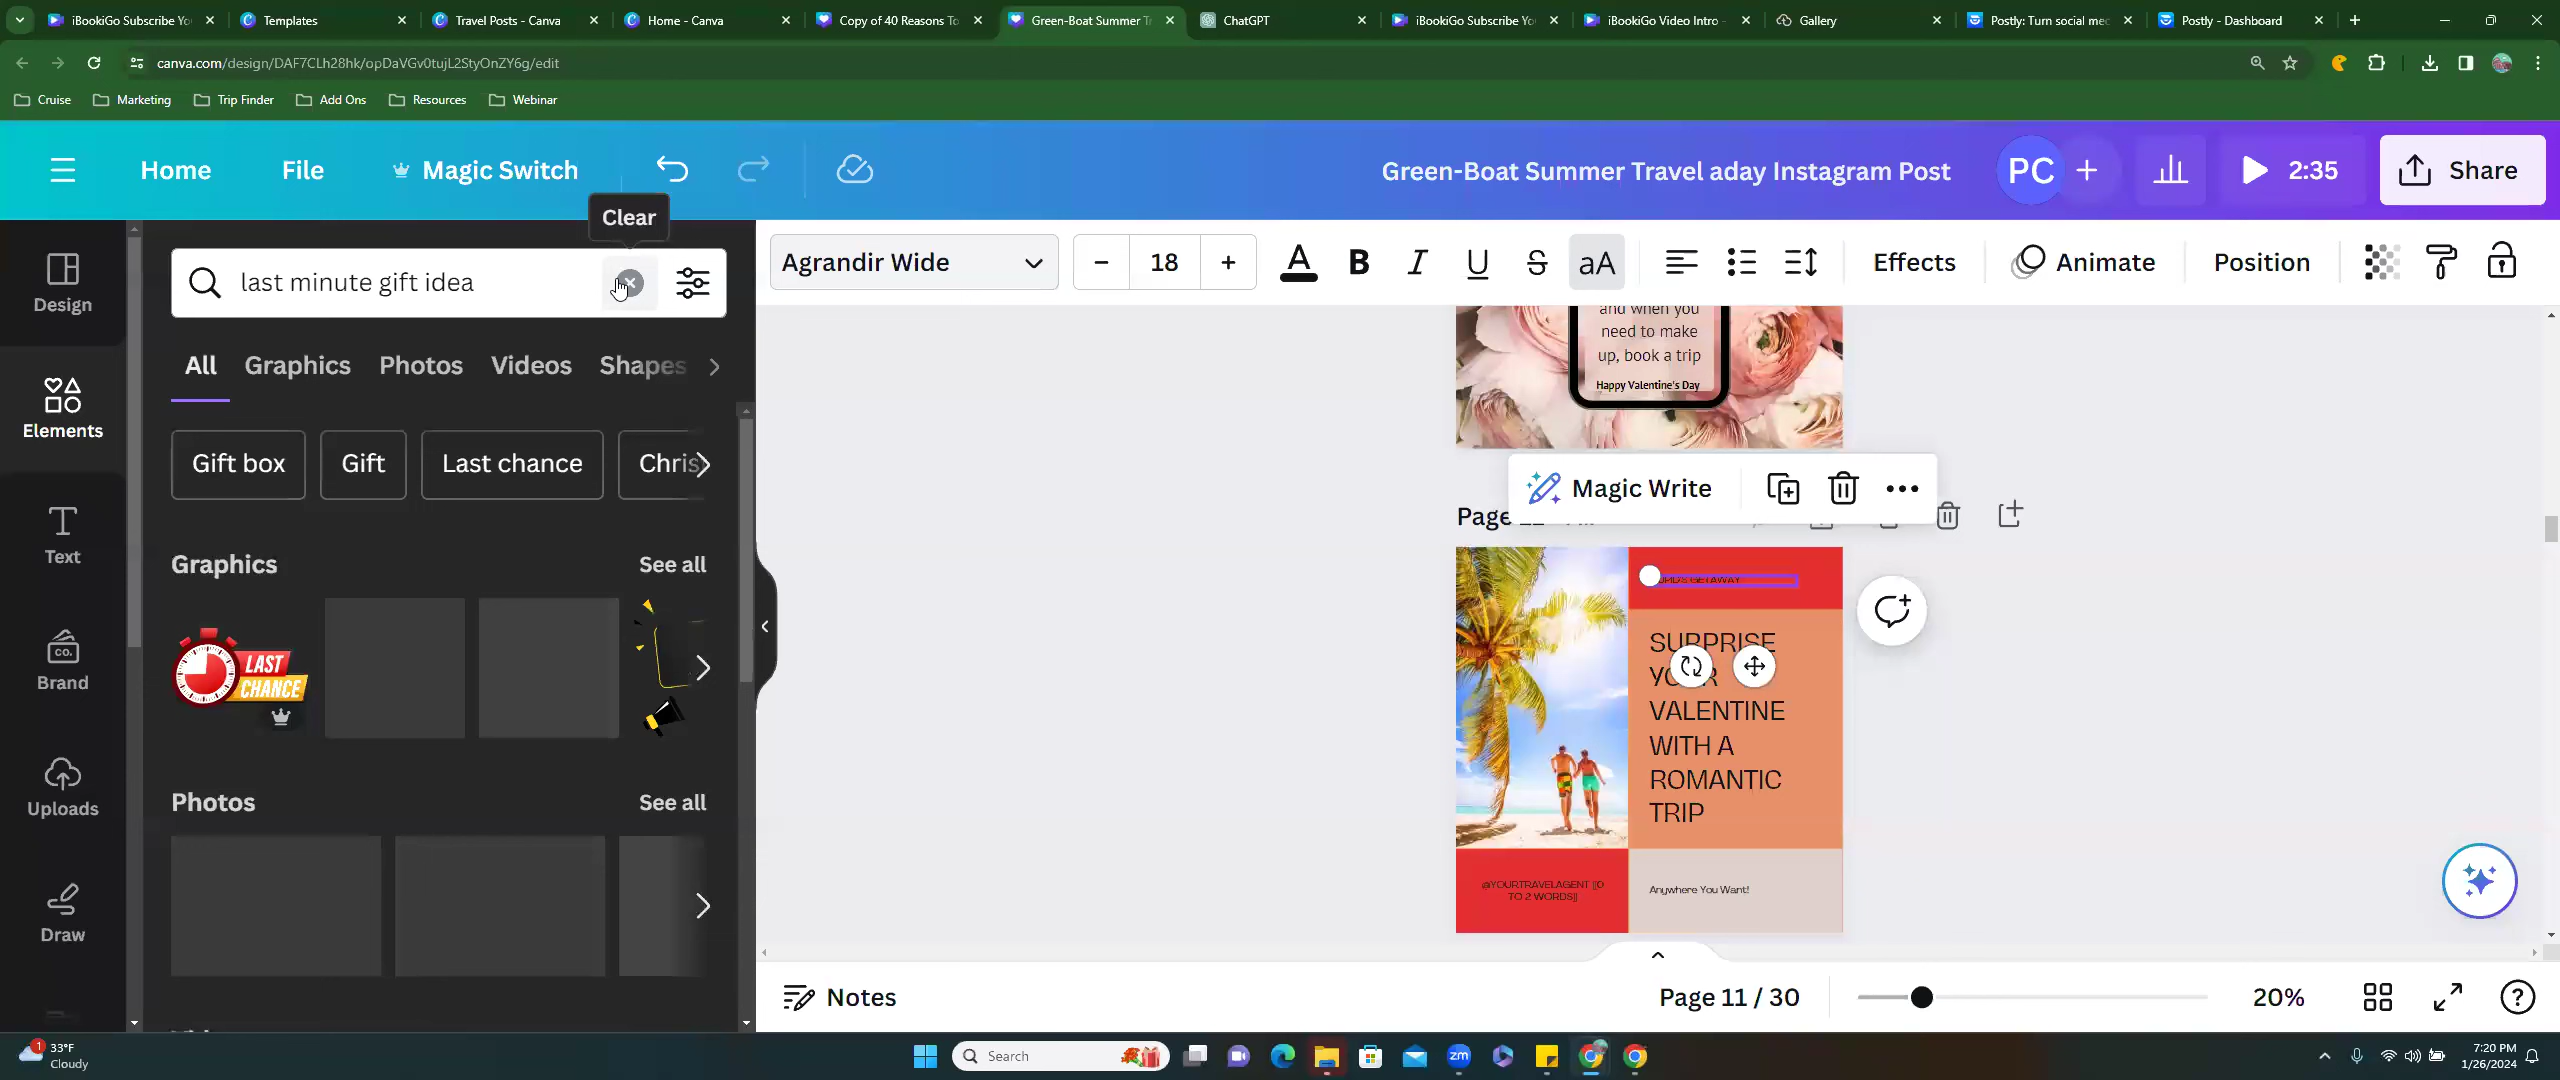 iBookiGo Subscribe Yo
Templates
Travel Posts - Canva
Home - Canva
Copy of 40 Reasons To
Green-Boat Summer Tr
ChatGPT
iBookiGo Subscribe Yo
iBookiGo Video Intro -
Gallery
Postly: Turn social med
Postly - Dashboard
canva.com/design/DAF7CLh28hk/opDaVGv0tujL2StyOnZY6g/edit
Cruise
Marketing
Trip Finder
Add Ons
Resources
Webinar
Home
File
Magic Switch
Green-Boat Summer Travel aday Instagram Post
PC
2:35
Share
Clear
last minute gift idea
Agrandir Wide
18
aA
Effects
Animate
Position
Design
Elements
Text
Brand
Uploads
Draw
All
Graphics
Photos
Videos
Shapes
Gift box
Gift
Last chance
Chris
Graphics
See all
LAST
CHANCE
Photos
See all
and when you
need to make
up, book a trip
Happy Valentine's Day
Magic Write
Page
SURPRISE
VALENTINE
WITH A
ROMANTIC
TRIP
@YOURTRAVELAGENT [[D
TO 2 WORDS]]
Anywhere You Want!
Notes
Page 11 / 30
20%
33°F
Cloudy
1
Search
zm
7:20 PM
1/26/2024